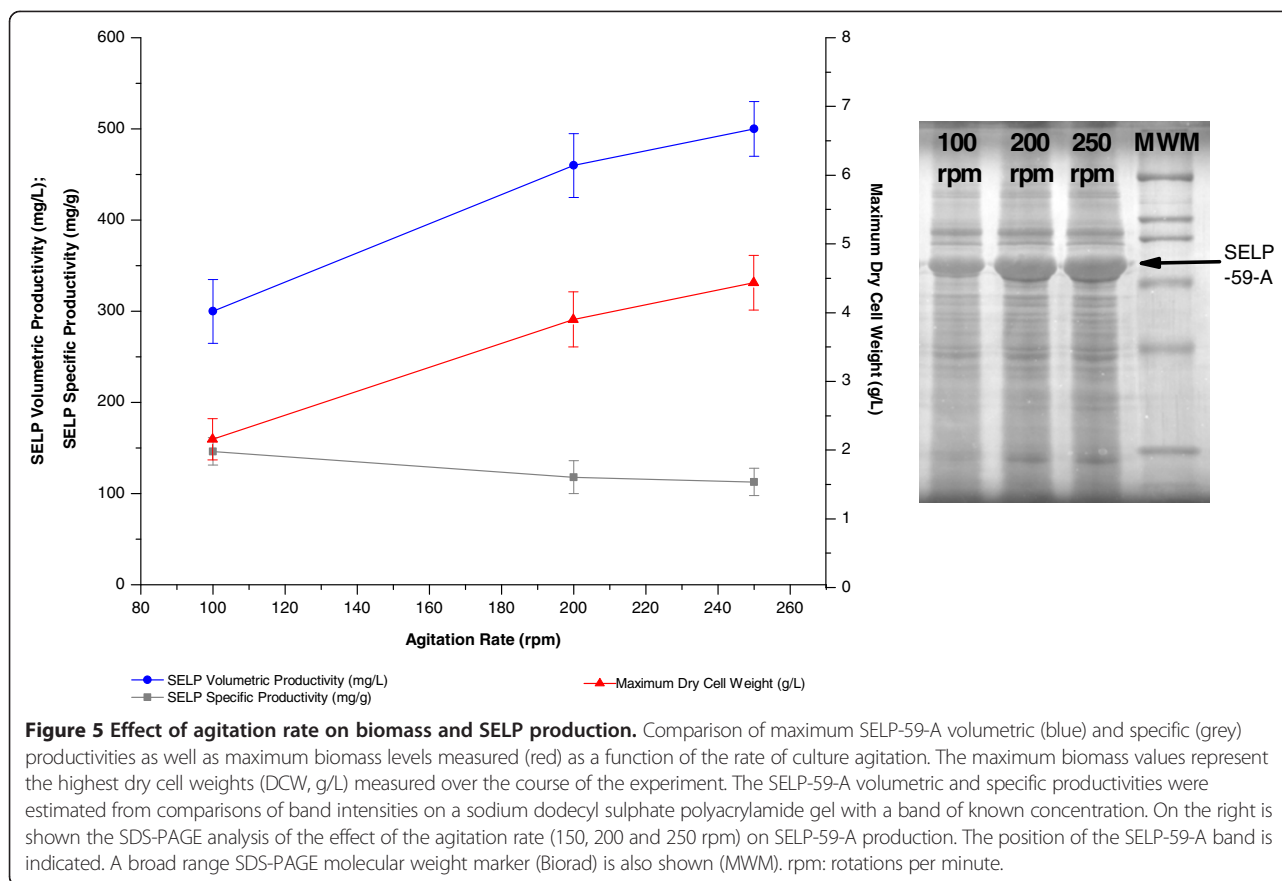 600
500
400
300
200
100
0
SELP Volumetric Productivity (mg/L);
SELP Specific Productivity (mg/g)
80
100
120
140
160
180
200
220
240
260
Agitation Rate (rpm)
8
7
6
5
4
3
2
1
0
Maximum Dry Cell Weight (g/L)
SELP Volumetric Productivity (mg/L)
SELP Specific Productivity (mg/g)
Maximum Dry Cell Weight (g/L)
100 200 250 MWM
rpm rpm rpm
SELP
-59-A
Figure 5 Effect of agitation rate on biomass and SELP production. Comparison of maximum SELP-59-A volumetric (blue) and specific (grey)
productivities as well as maximum biomass levels measured (red) as a function of the rate of culture agitation. The maximum biomass values represent
the highest dry cell weights (DCW, g/L) measured over the course of the experiment. The SELP-59-A volumetric and specific productivities were
estimated from comparisons of band intensities on a sodium dodecyl sulphate polyacrylamide gel with a band of known concentration. On the right is
shown the SDS-PAGE analysis of the effect of the agitation rate (150, 200 and 250 rpm) on SELP-59-A production. The position of the SELP-59-A band is
indicated. A broad range SDS-PAGE molecular weight marker (Biorad) is also shown (MWM). rpm: rotations per minute.